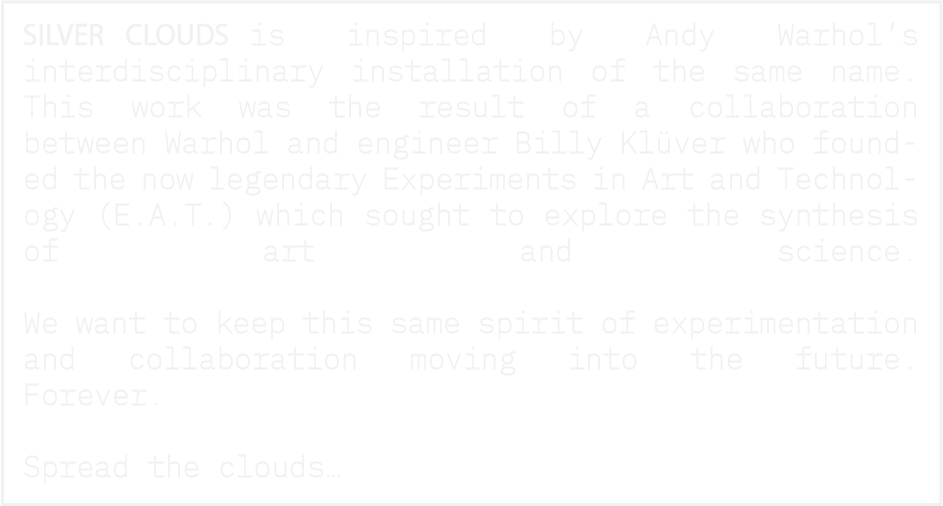 SILVER CLOUDS is inspired by Andy Warhol's
interdisciplinary installation of the same name.
This work was the result of a collaboration
between Warhol and engineer Billy Klüver who found-
ed the now legendary Experiments in Art and Technol-
ogy (E.A.T.) which sought to explore the synthesis
of art and science.
We want to keep this same spirit of experimentation
and collaboration moving into the future.
Forever.
Spread the clouds…